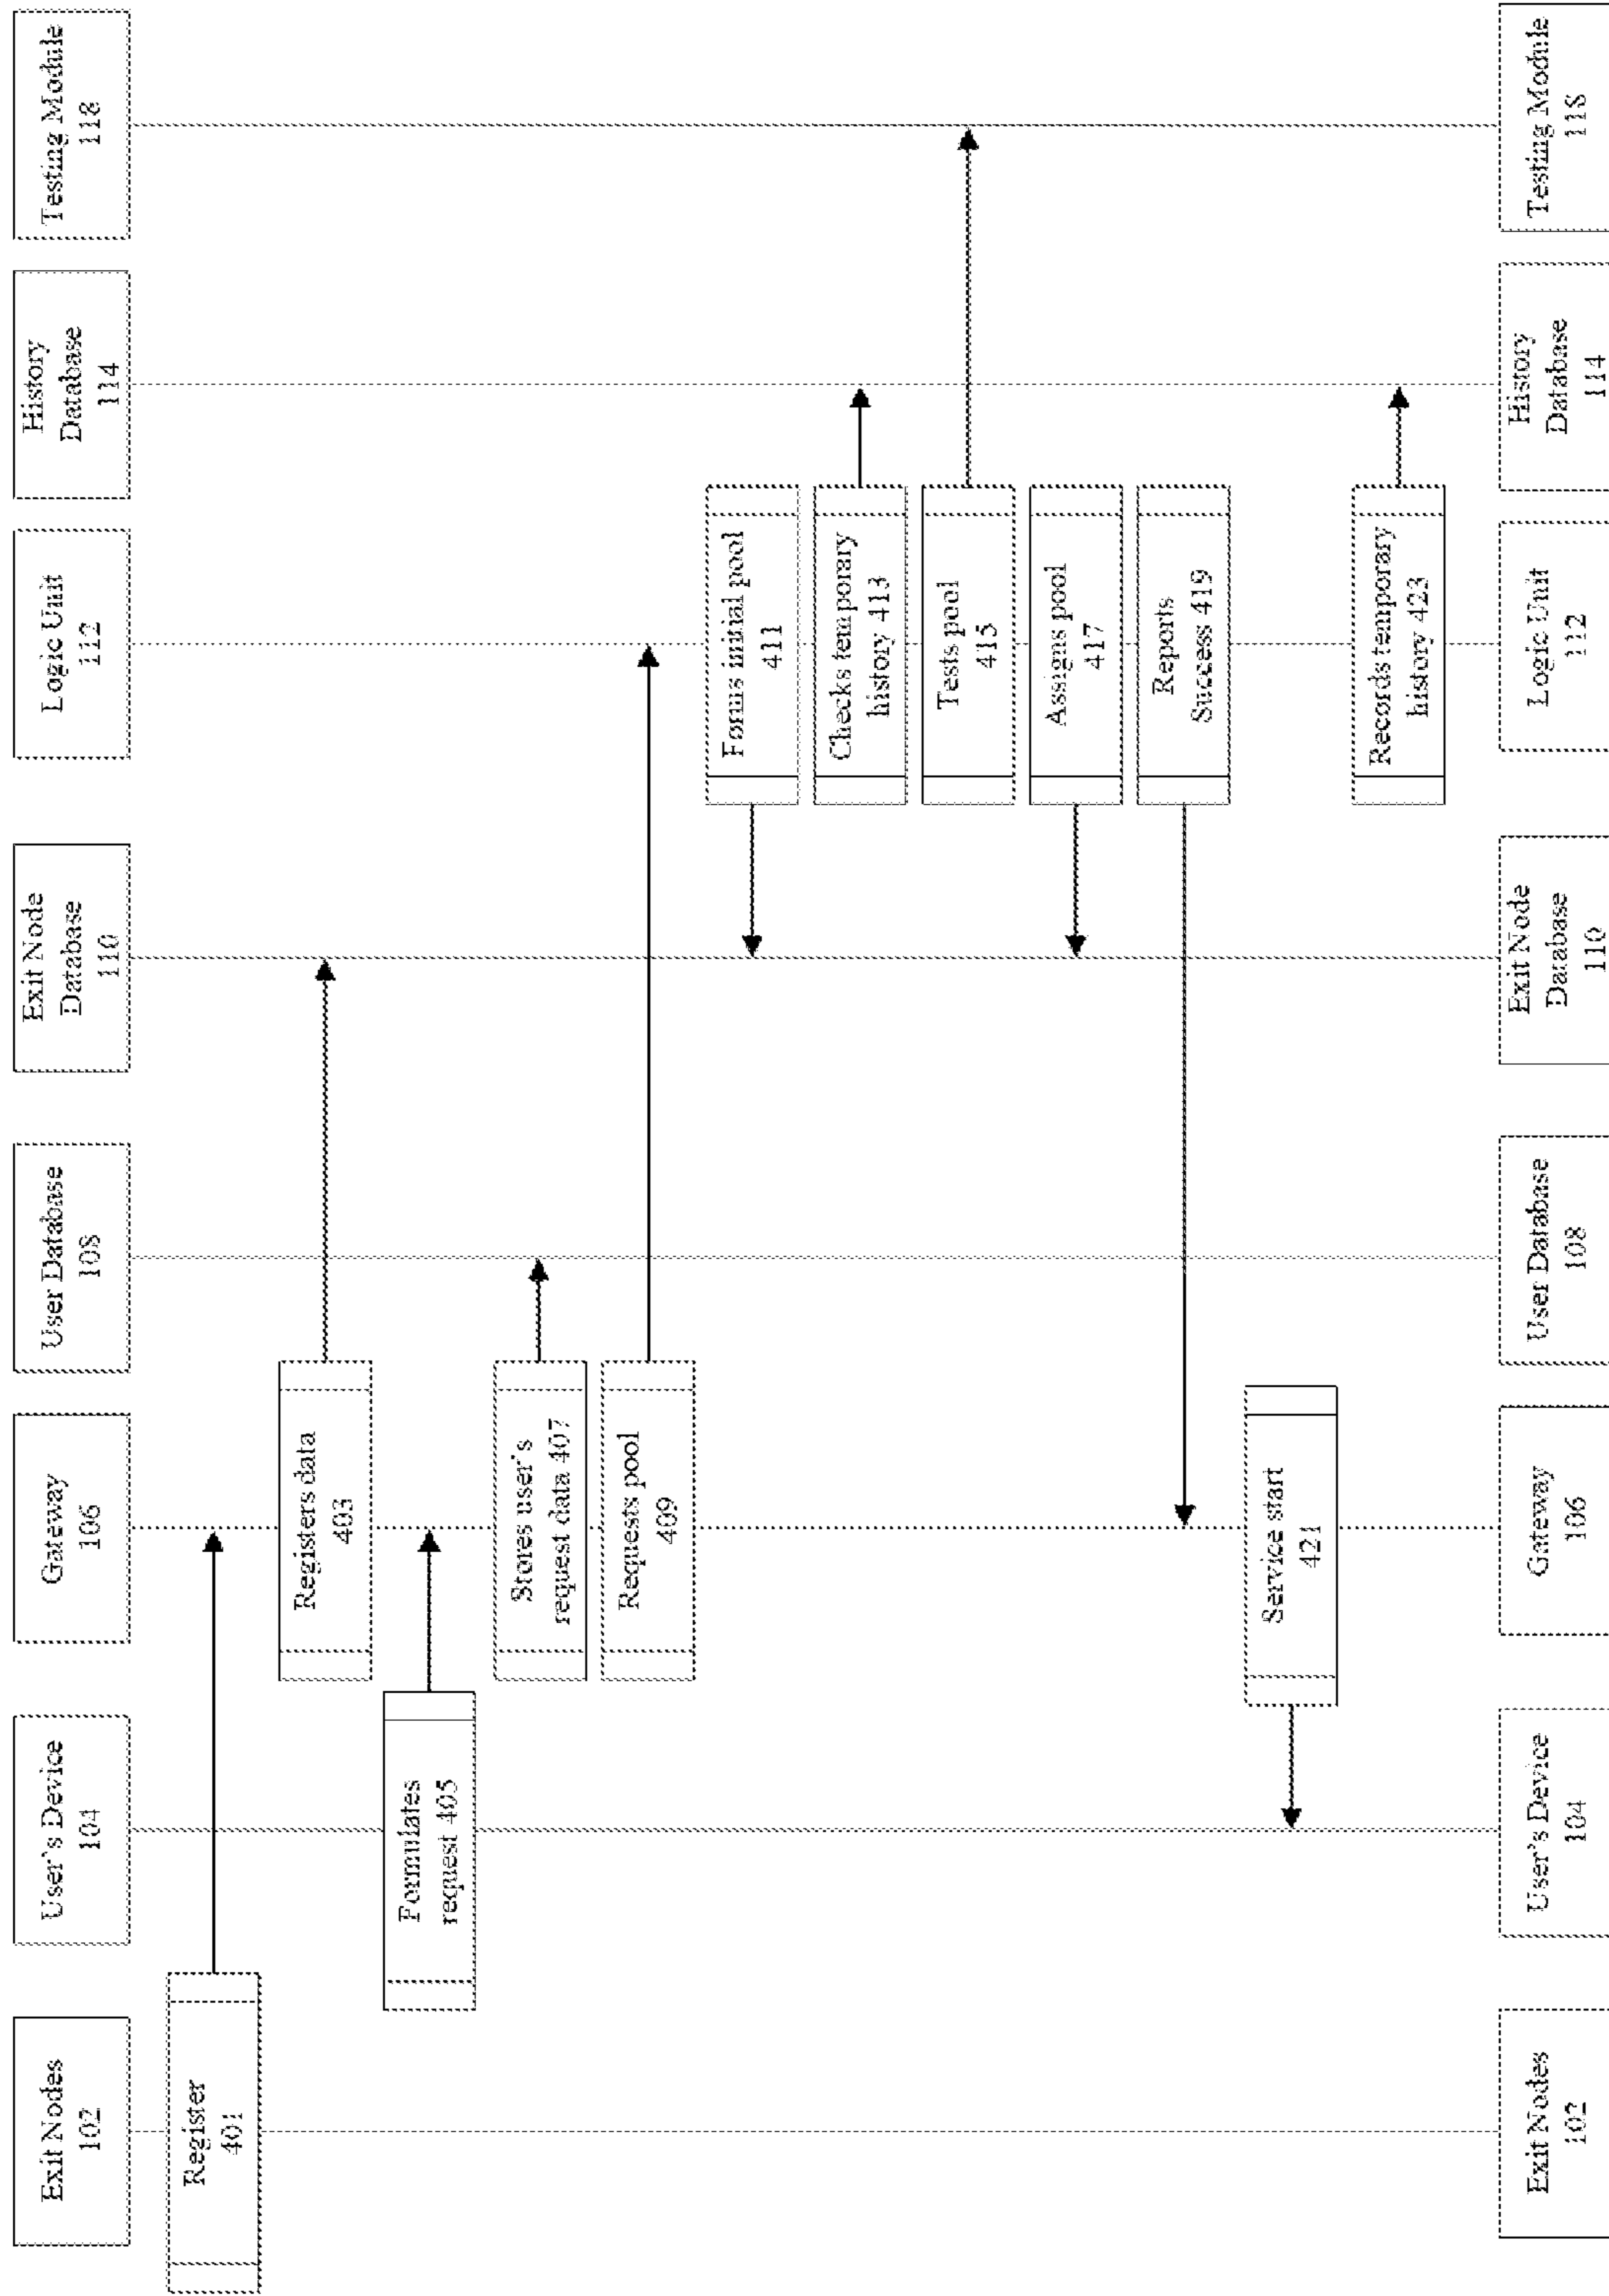 Exit Nodes
102
User's Device
104
Gateway
106
User Database
108
Exit Node
Database
110
Logic Unit
112
History
Database
114
Testing Module
118
Register
401
Registers data
403
Formulates
request 405
Stores user's
request data 407
Requests pool
409
Forms initial pool
411
Checks temporary
history 413
Tests pool
415
Assigns pool
417
Reports
Success 419
Service start
421
Records temporary
history 423
Exit Nodes
102
User's Device
104
Gateway
106
User Database
108
Exit Node
Database
110
Logic Unit
112
History
Database
114
Testing Module
118